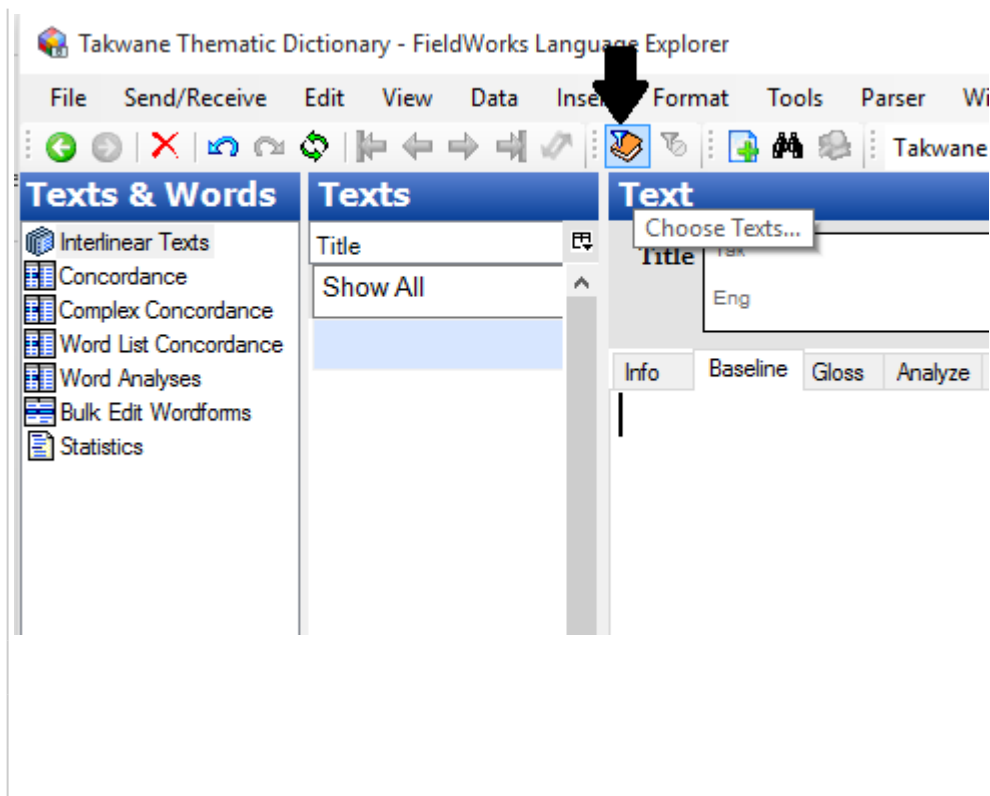 Takwane Thematic Dictionary - FieldWorks Language Explorer
File Send/Receive Edit View Data Inse Format Tools Parser Wi
Takwane
Texts & Words
Interlinear Texts
Concordance
Complex Concordance
Word List Concordance
Word Analyses
Bulk Edit Wordforms
Statistics
Texts
Title
Show All
Text
Choose Texts...
Title
Eng
Info Baseline Gloss Analyze